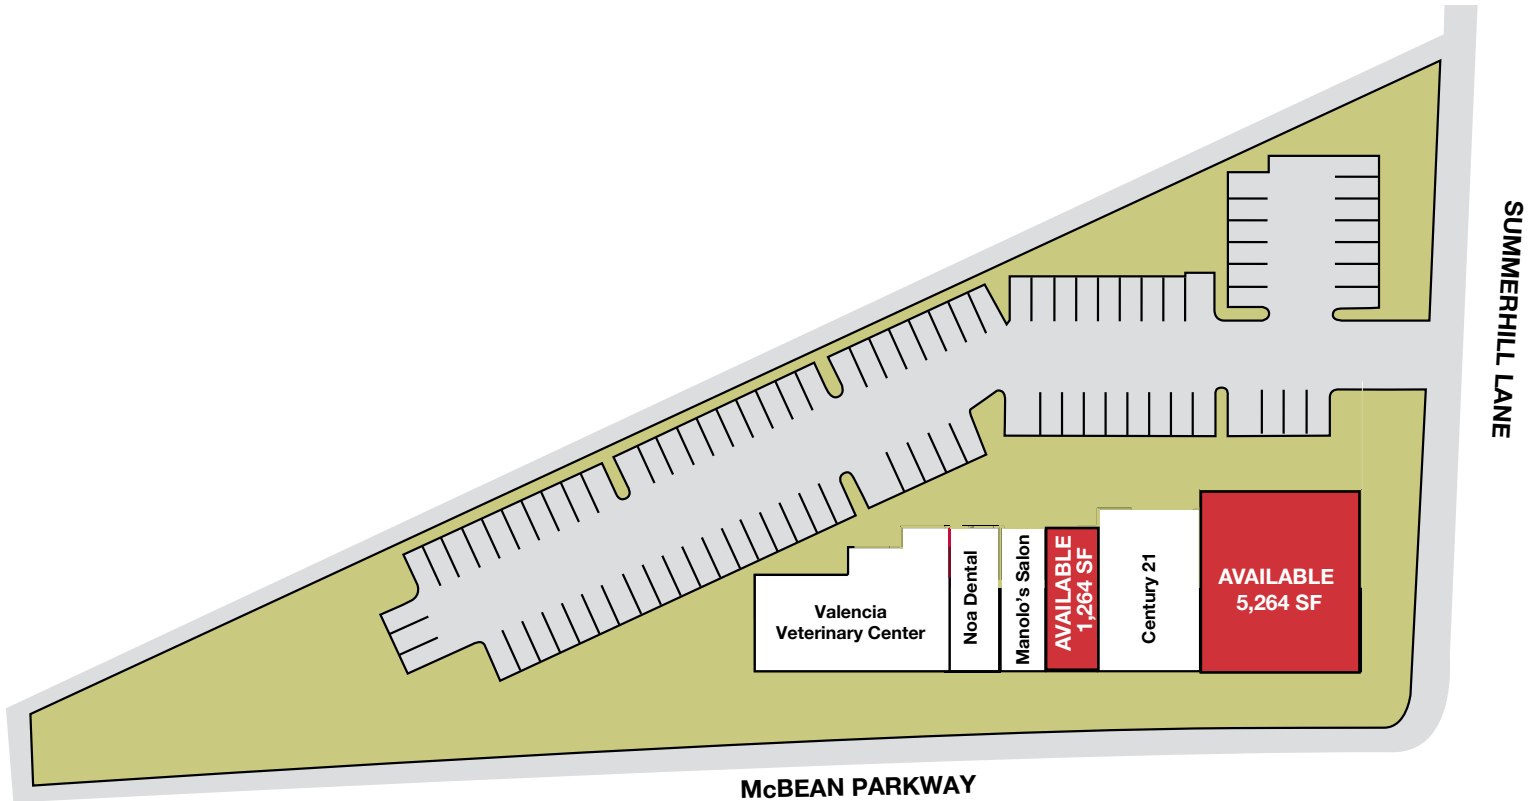 SUMMERHILL LANE
Valencia
Veterinary Center
Noa Dental
Manolo's Salon
AVAILABLE
1,264 SF
Century 21
AVAILABLE
5,264 SF
McBEAN PARKWAY